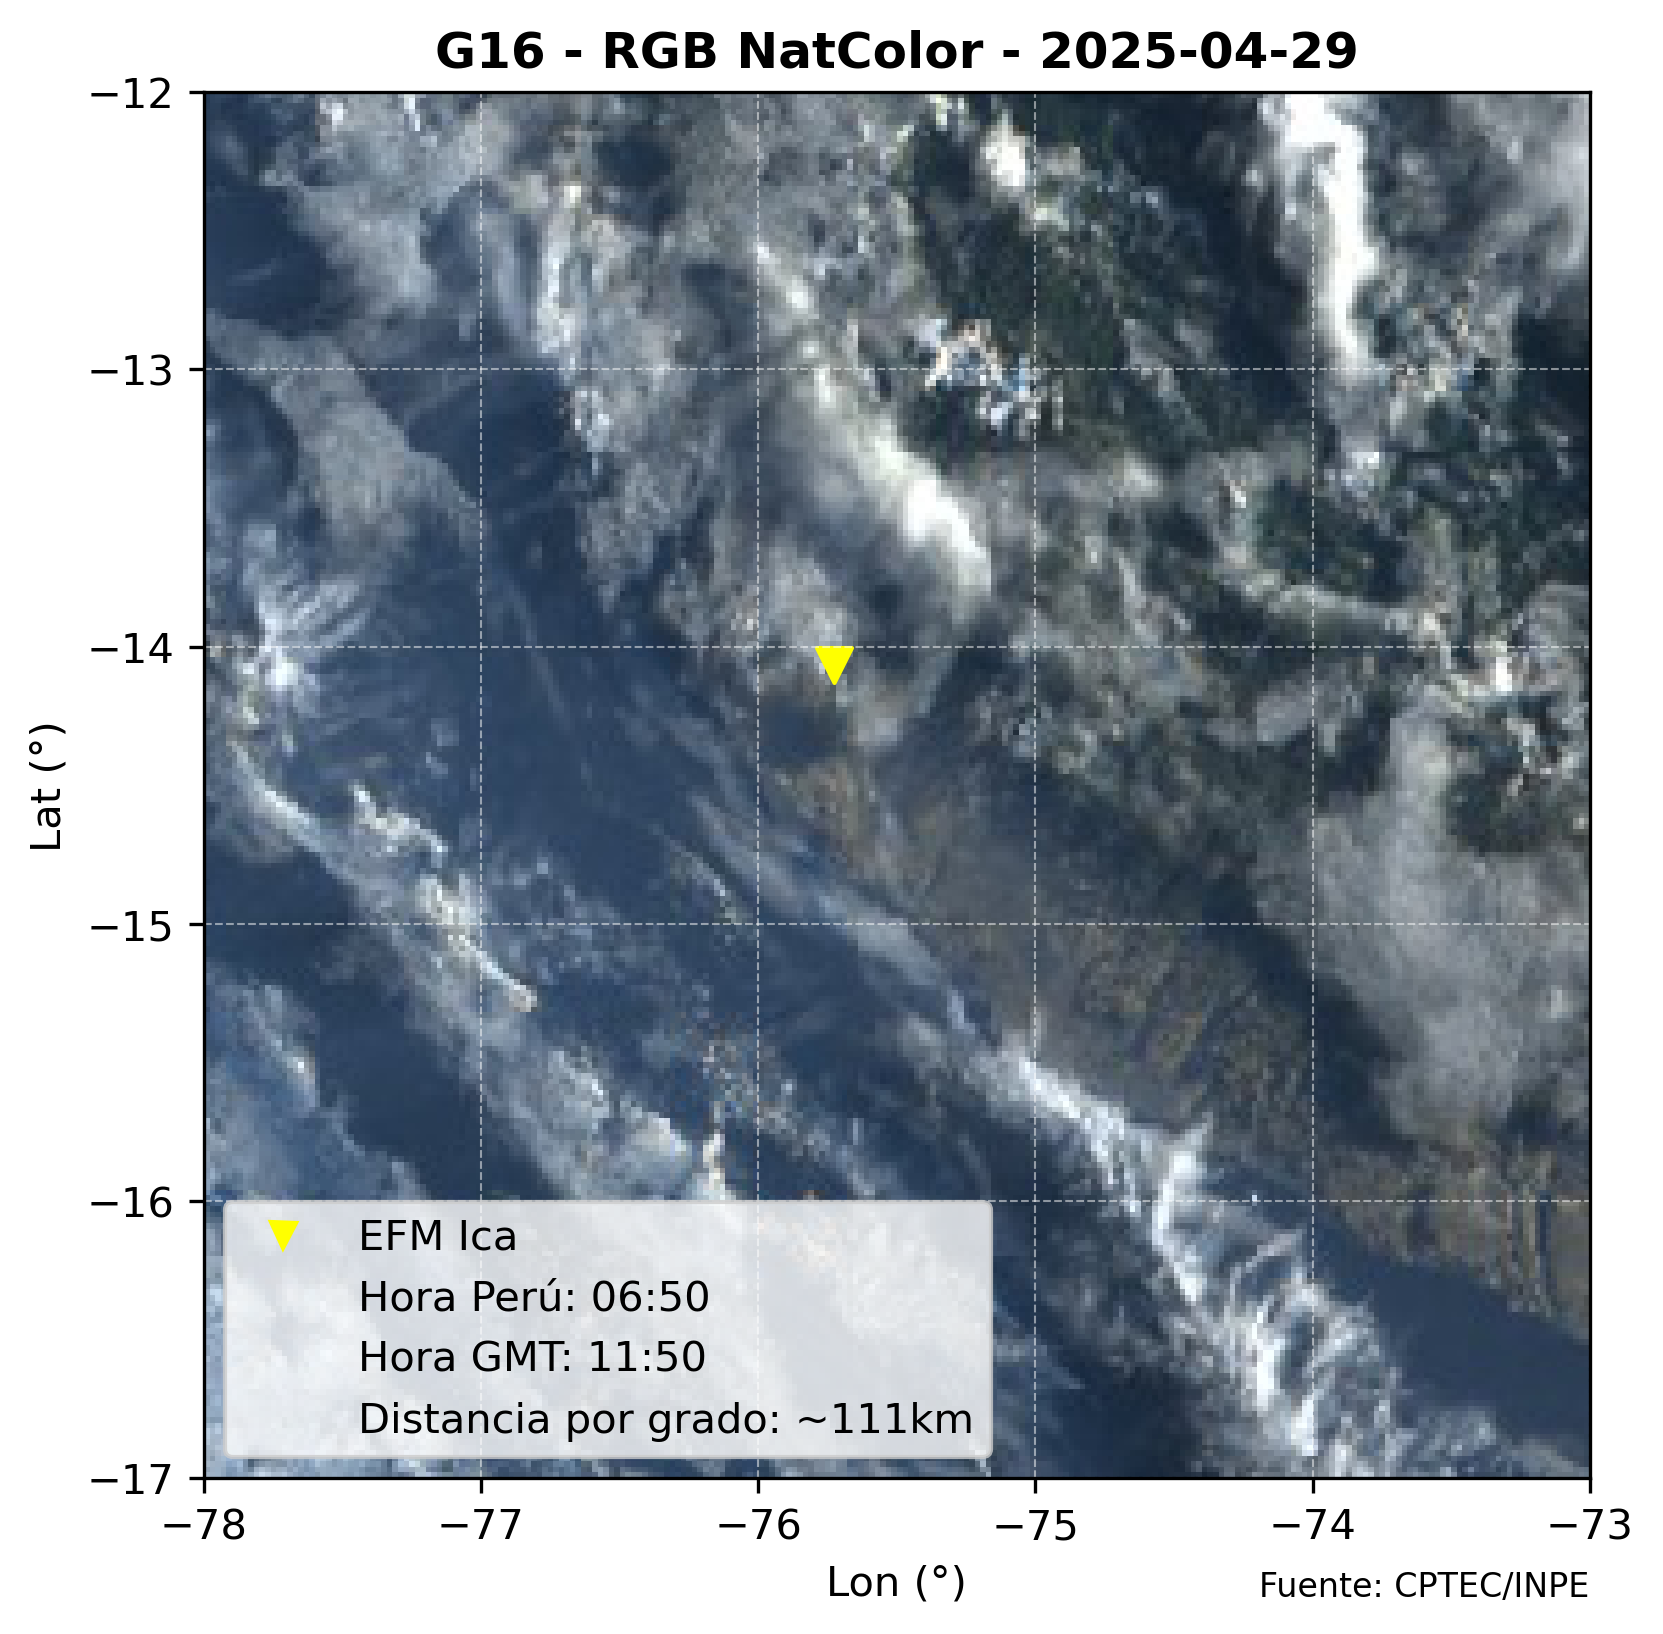 G16 - RGB NatColor - 2025-04-29
−12
−13
−14
−15
−16
−17
Lat (°)
EFM Ica
Hora Perú: 06:50
Hora GMT: 11:50
Distancia por grado: ~111km
−78 −77 −76 −75 −74 −73
Lon (°)
Fuente: CPTEC/INPE